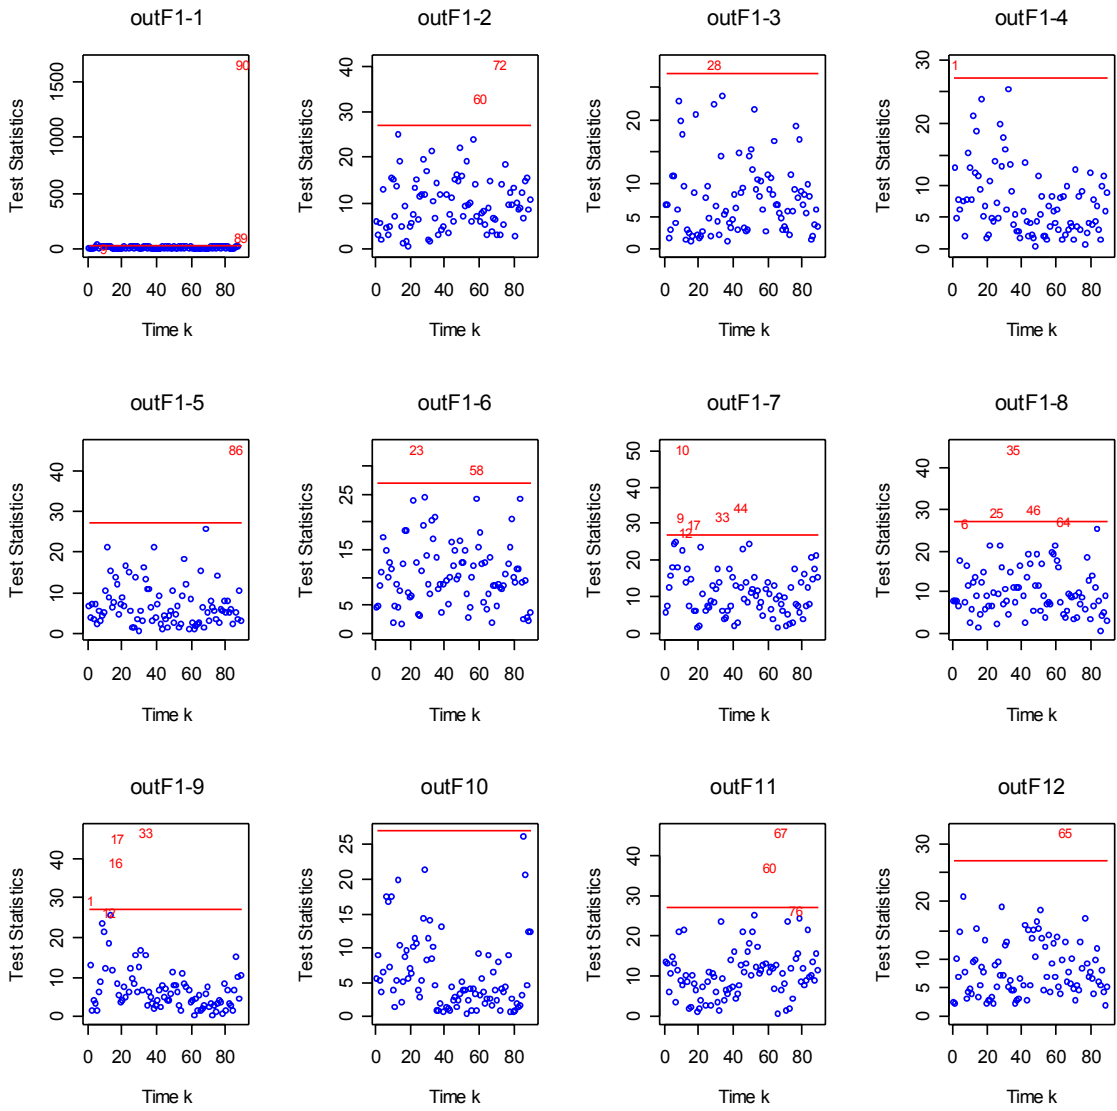 outF1-1 outF1-2 outF1-3 outF1-4
Test Statistics Test Statistics Test Statistics Test Statistics
1500 1000 500 0
90 89 9
0 20 40 60 80
Time k
40 30 20 10 0
72 60
0 20 40 60 80
Time k
20 10 5 0
28
0 20 40 60 80
Time k
30 20 10 5 0
1
0 20 40 60 80
Time k
outF1-5 outF1-6 outF1-7 outF1-8
Test Statistics Test Statistics Test Statistics Test Statistics
40 30 20 10 0
86
0 20 40 60 80
Time k
25 15 5 0
23 58
0 20 40 60 80
Time k
50 40 30 20 10 0
10 9 17 12 33 44
0 20 40 60 80
Time k
40 30 20 10 0
35 6 25 46 64
0 20 40 60 80
Time k
outF1-9 outF10 outF11 outF12
Test Statistics Test Statistics Test Statistics Test Statistics
40 30 20 10 0
17 33 16 1
0 20 40 60 80
Time k
25 20 15 10 5 0
0 20 40 60 80
Time k
40 30 20 10 0
67 60 76
0 20 40 60 80
Time k
30 20 10 5 0
65
0 20 40 60 80
Time k